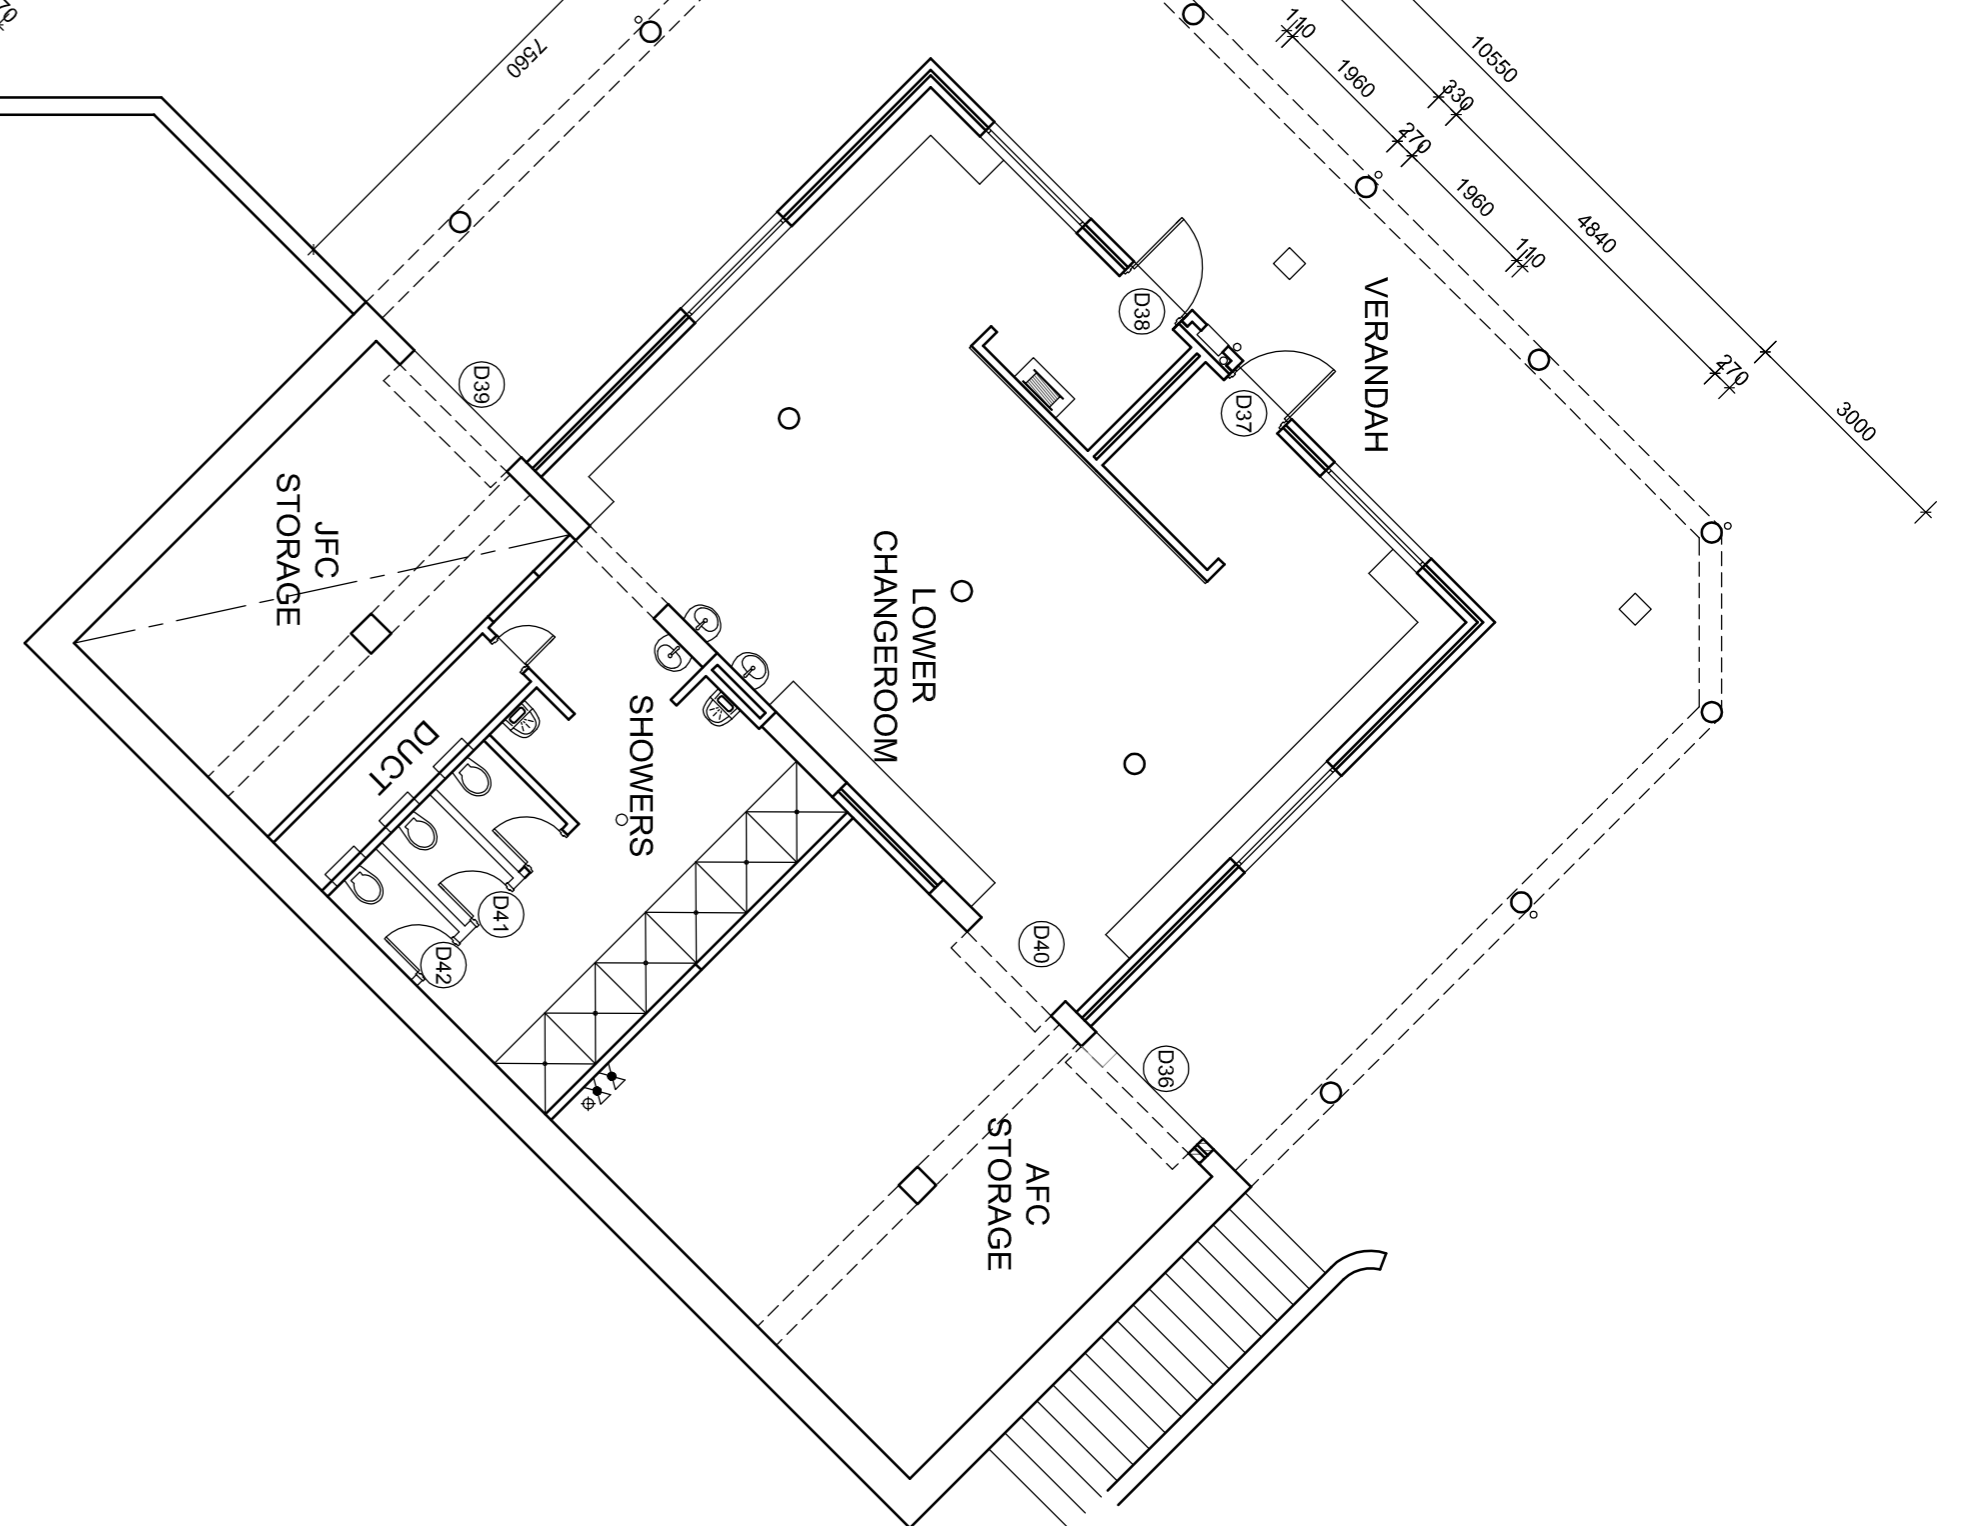 70
7560
110
1960
330
10550
270
1960
4840
110
270
3000
VERANDAH
D38
D37
D39
JFC
STORAGE
LOWER
CHANGEROOM
SHOWERS
DUCT
D41
D42
D40
D36
AFC
STORAGE